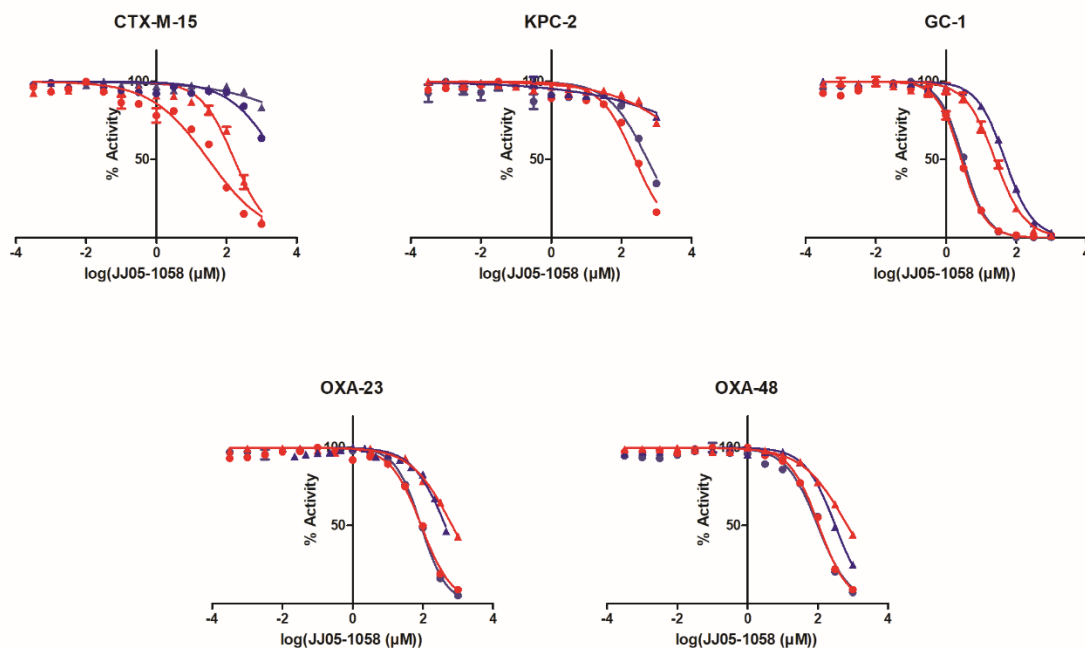 CTX-M-15
100
% Activity
50
-4 -2 0 2 4
log(JJ05-1058 (µM))
KPC-2
100
% Activity
50
-4 -2 0 2 4
log(JJ05-1058 (µM))
GC-1
100
% Activity
50
-4 -2 0 2 4
log(JJ05-1058 (µM))
OXA-23
100
% Activity
50
-4 -2 0 2 4
log(JJ05-1058 (µM))
OXA-48
100
% Activity
50
-4 -2 0 2 4
log(JJ05-1058 (µM))